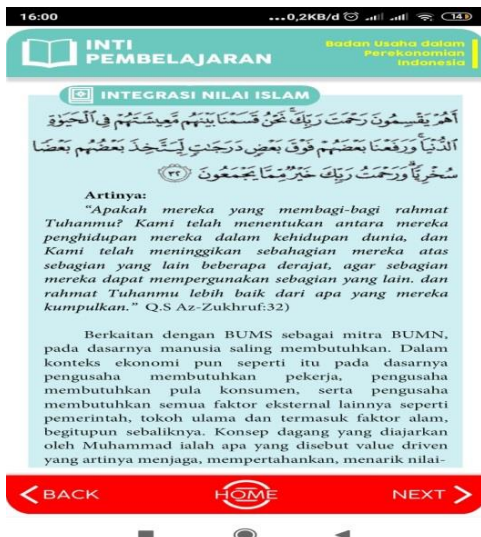 16:00
...0,2KB/d
14
INTI
PEMBELAJARAN
Badan Usaha dalam
Perekonomian
Indonesia
INTEGRASI NILAI ISLAM
أَهُمْ يَقْسِمُونَ رَحْمَتَ رَبِّكَ نَحْنُ قَسَمْنَا بَيْنَهُم مَّعِيشَتَهُمْ فِي الْحَيَوٰةِ
الدُّنْيَا وَرَفَعْنَا بَعْضَهُمْ فَوْقَ بَعْضٍ دَرَجَٰتٍ لِّيَتَّخِذَ بَعْضُهُم بَعْضًا
سُخْرِيًّا وَرَحْمَتُ رَبِّكَ خَيْرٌ مِّمَّا يَجْمَعُونَ ٣٢
Artinya:
"Apakah mereka yang membagi-bagi rahmat
Tuhanmu? Kami telah menentukan antara mereka
penghidupan mereka dalam kehidupan dunia, dan
Kami telah meninggikan sebahagian mereka atas
sebagian yang lain beberapa derajat, agar sebagian
mereka dapat mempergunakan sebagian yang lain. dan
rahmat Tuhanmu lebih baik dari apa yang mereka
kumpulkan." Q.S Az-Zukhruf:32)
Berkaitan dengan BUMS sebagai mitra BUMN,
pada dasarnya manusia saling membutuhkan. Dalam
konteks ekonomi pun seperti itu pada dasarnya
pengusaha membutuhkan pekerja, pengusaha
membutuhkan pula konsumen, serta pengusaha
membutuhkan semua faktor eksternal lainnya seperti
pemerintah, tokoh ulama dan termasuk faktor alam,
begitupun sebaliknya. Konsep dagang yang diajarkan
oleh Muhammad ialah apa yang disebut value driven
yang artinya menjaga, mempertahankan, menarik nilai-
BACK
HOME
NEXT